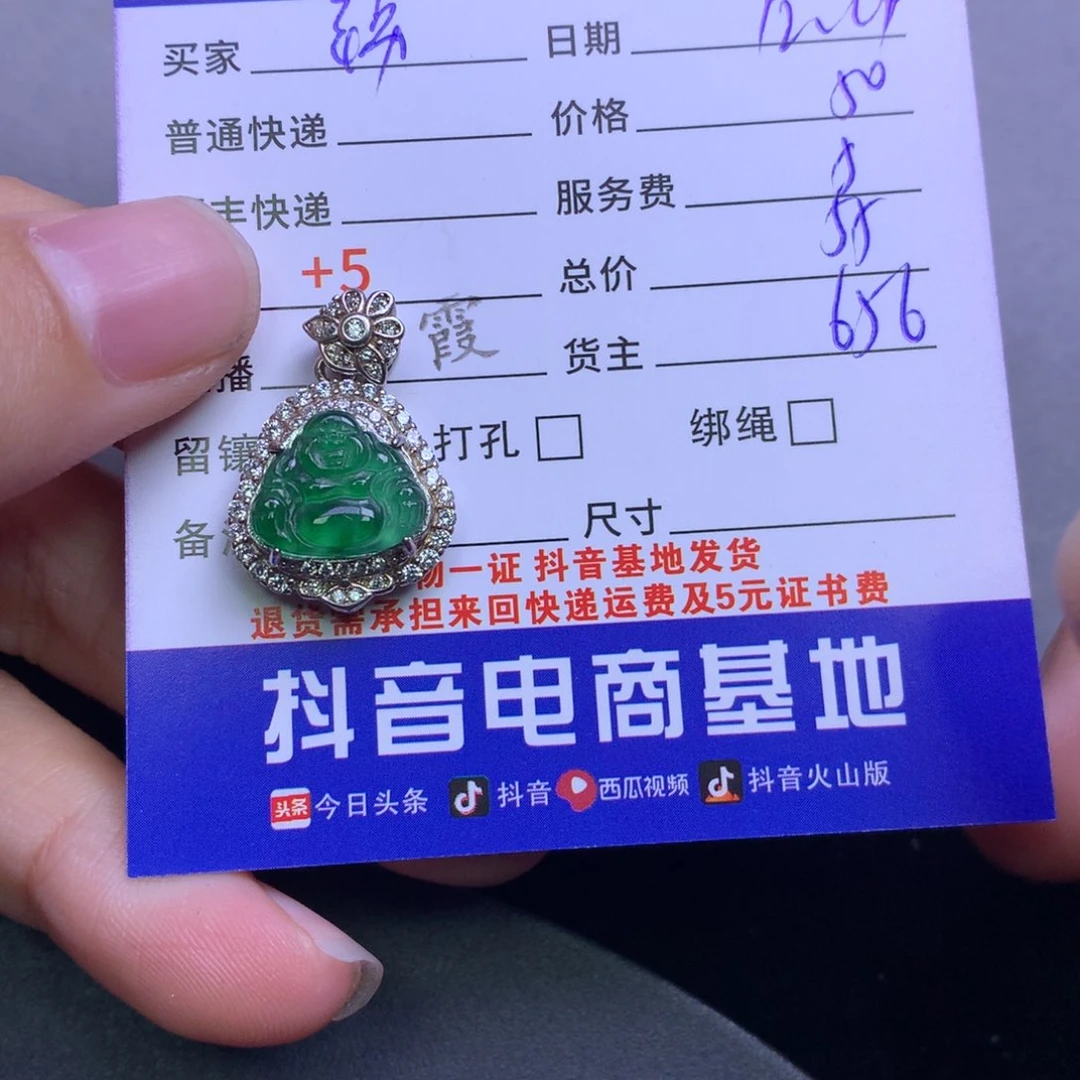 买家 日期
普通快递 价格 50
丰快递 服务费 5
+5 总价 55
霞
播 货主 656
留镶 打孔 绑绳
备 尺寸
物一证 抖音基地发货
退货需承担来回快递运费及5元证书费
抖音电商基地
头条 今日头条 抖音 西瓜视频 抖音火山版